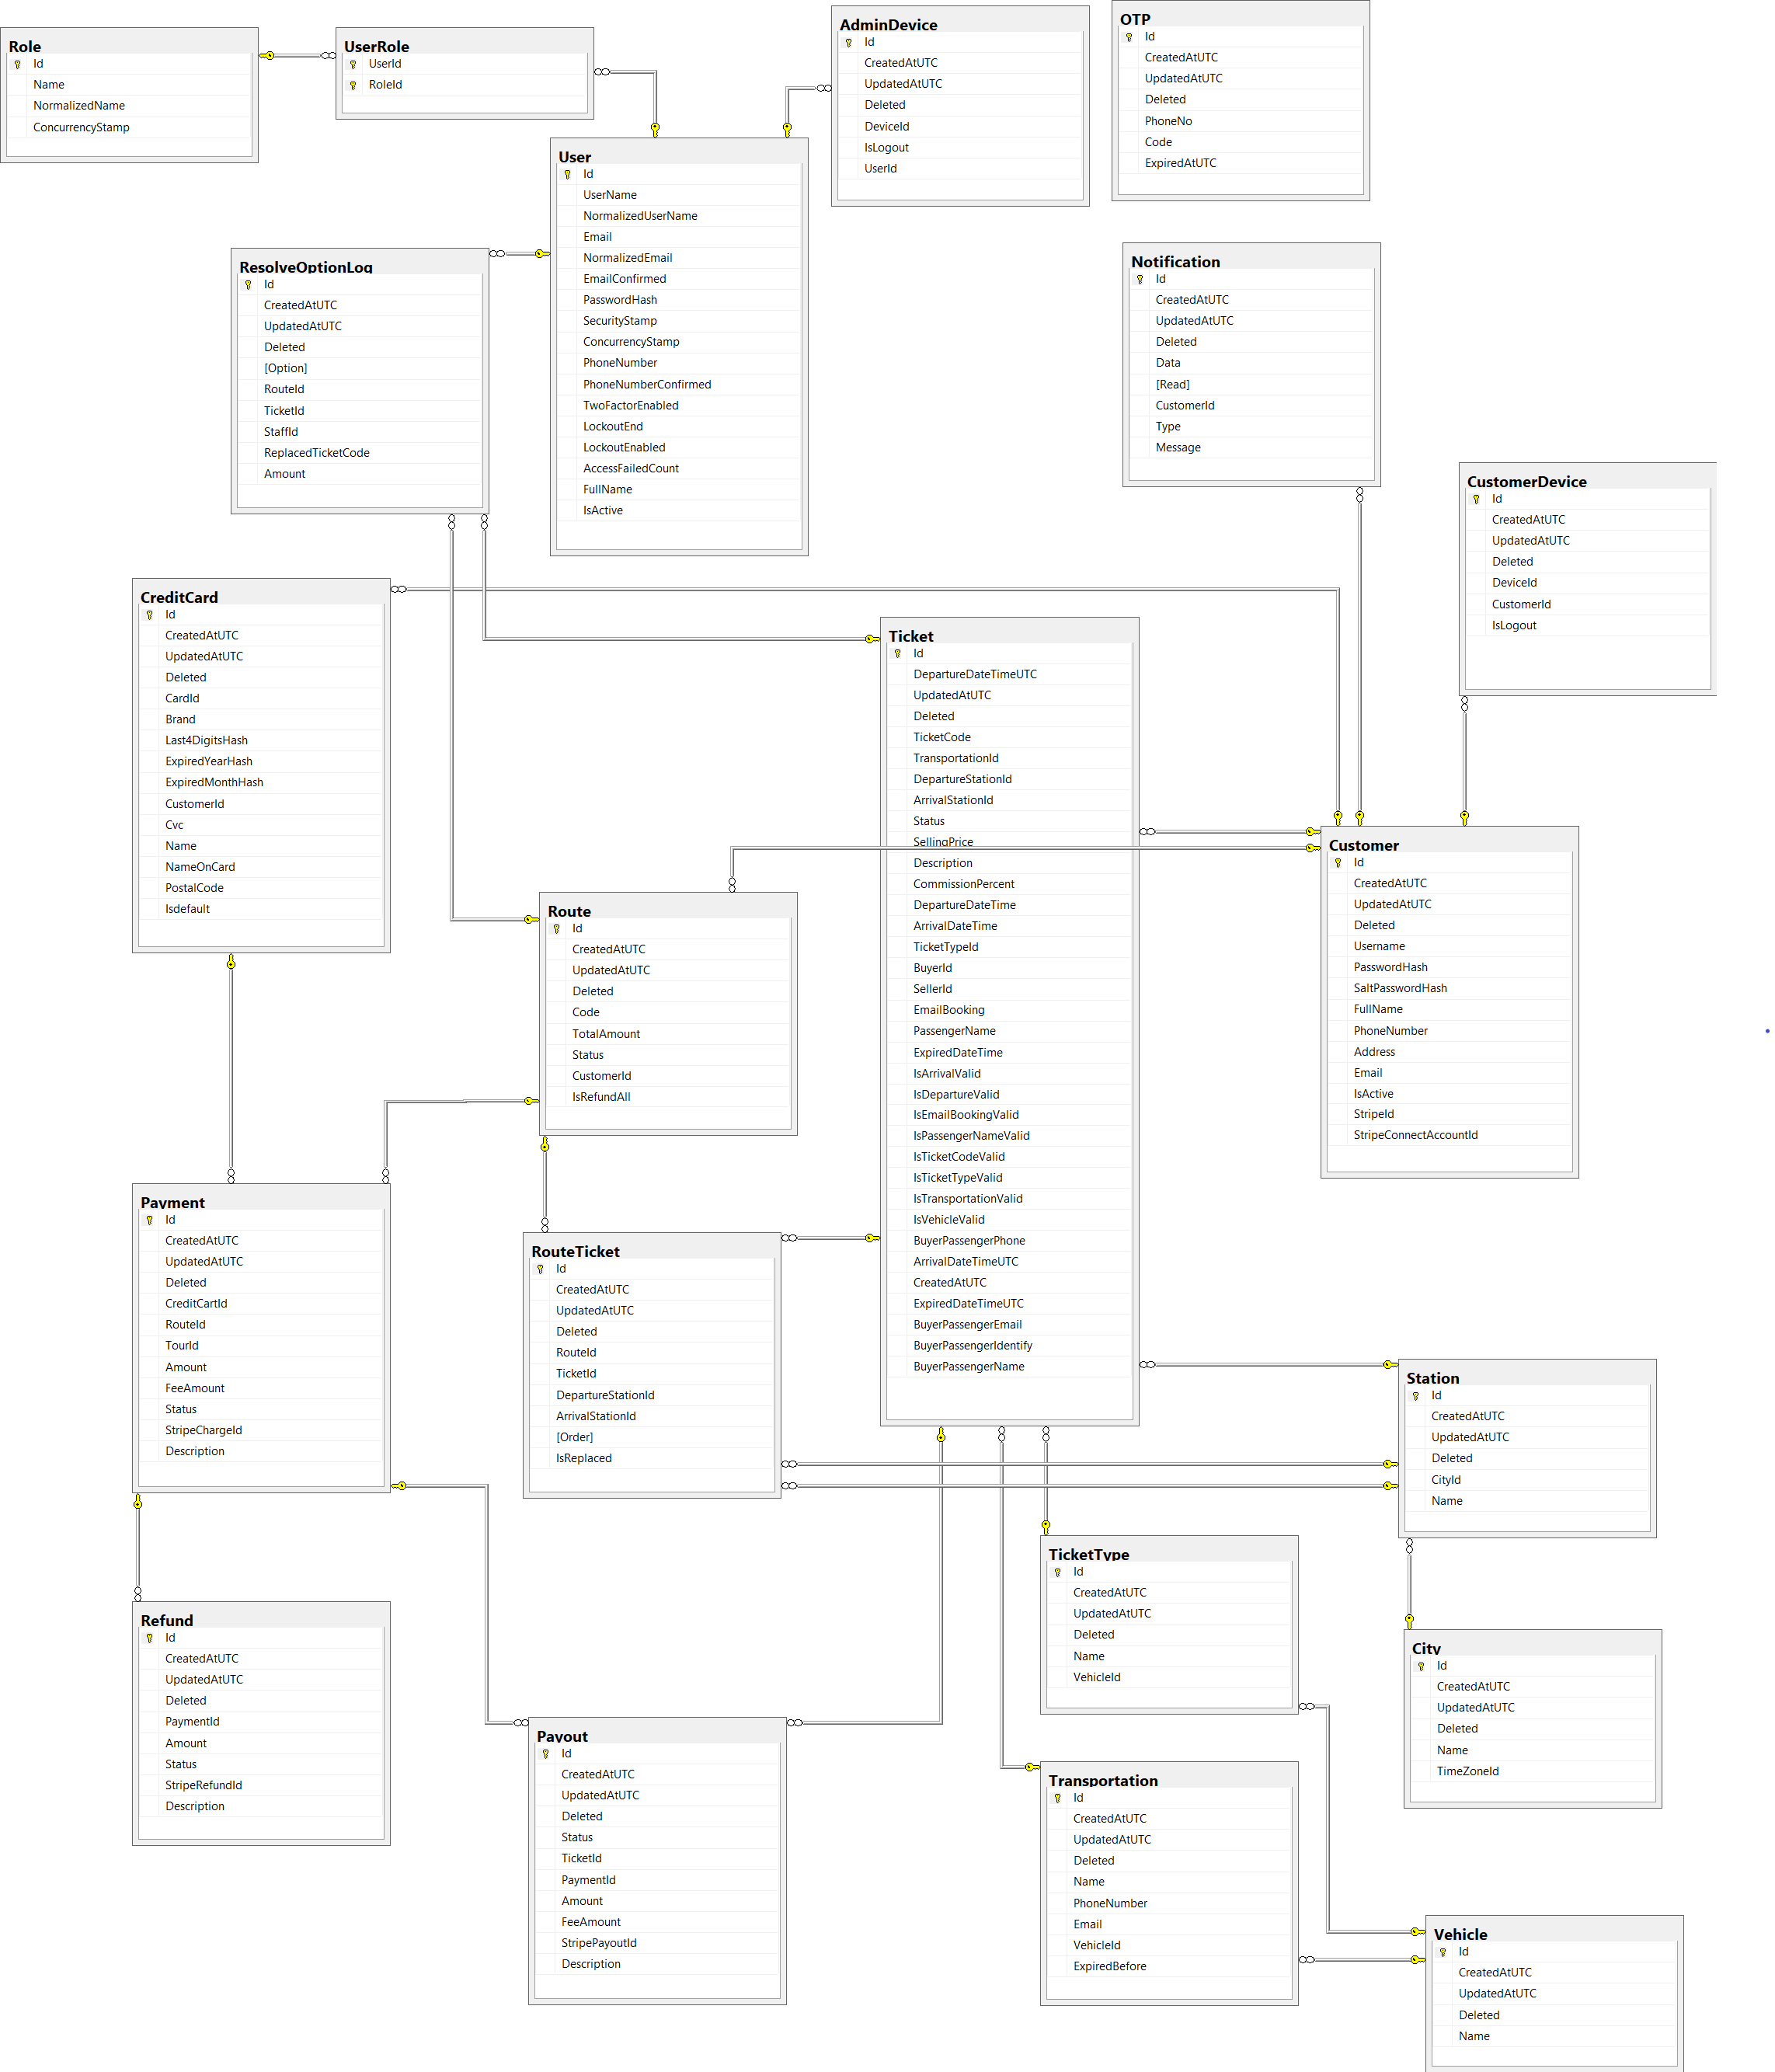 Role
Id
Name
NormalizedName
ConcurrencyStamp
UserRole
UserId
RoleId
AdminDevice
Id
CreatedAtUTC
UpdatedAtUTC
Deleted
DeviceId
IsLogout
UserId
OTP
Id
CreatedAtUTC
UpdatedAtUTC
Deleted
PhoneNo
Code
ExpiredAtUTC
User
Id
UserName
NormalizedUserName
Email
NormalizedEmail
EmailConfirmed
PasswordHash
SecurityStamp
ConcurrencyStamp
PhoneNumber
PhoneNumberConfirmed
TwoFactorEnabled
LockoutEnd
LockoutEnabled
AccessFailedCount
FullName
IsActive
ResolveOptionLog
Id
CreatedAtUTC
UpdatedAtUTC
Deleted
[Option]
RouteId
TicketId
StaffId
ReplacedTicketCode
Amount
Notification
Id
CreatedAtUTC
UpdatedAtUTC
Deleted
Data
[Read]
CustomerId
Type
Message
CustomerDevice
Id
CreatedAtUTC
UpdatedAtUTC
Deleted
DeviceId
CustomerId
IsLogout
CreditCard
Id
CreatedAtUTC
UpdatedAtUTC
Deleted
CardId
Brand
Last4DigitsHash
ExpiredYearHash
ExpiredMonthHash
CustomerId
Cvc
Name
NameOnCard
PostalCode
Isdefault
Ticket
Id
DepartureDateTimeUTC
UpdatedAtUTC
Deleted
TicketCode
TransportationId
DepartureStationId
ArrivalStationId
Status
SellingPrice
Description
CommissionPercent
DepartureDateTime
ArrivalDateTime
TicketTypeId
BuyerId
SellerId
EmailBooking
PassengerName
ExpiredDateTime
IsArrivalValid
IsDepartureValid
IsEmailBookingValid
IsPassengerNameValid
IsTicketCodeValid
IsTicketTypeValid
IsTransportationValid
IsVehicleValid
BuyerPassengerPhone
ArrivalDateTimeUTC
CreatedAtUTC
ExpiredDateTimeUTC
BuyerPassengerEmail
BuyerPassengerIdentify
BuyerPassengerName
Customer
Id
CreatedAtUTC
UpdatedAtUTC
Deleted
Username
PasswordHash
SaltPasswordHash
FullName
PhoneNumber
Address
Email
IsActive
StripeId
StripeConnectAccountId
Route
Id
CreatedAtUTC
UpdatedAtUTC
Deleted
Code
TotalAmount
Status
CustomerId
IsRefundAll
Payment
Id
CreatedAtUTC
UpdatedAtUTC
Deleted
CreditCartId
RouteId
TourId
Amount
FeeAmount
Status
StripeChargeId
Description
RouteTicket
Id
CreatedAtUTC
UpdatedAtUTC
Deleted
RouteId
TicketId
DepartureStationId
ArrivalStationId
[Order]
IsReplaced
Station
Id
CreatedAtUTC
UpdatedAtUTC
Deleted
CityId
Name
TicketType
Id
CreatedAtUTC
UpdatedAtUTC
Deleted
Name
VehicleId
Refund
Id
CreatedAtUTC
UpdatedAtUTC
Deleted
PaymentId
Amount
Status
StripeRefundId
Description
City
Id
CreatedAtUTC
UpdatedAtUTC
Deleted
Name
TimeZoneId
Payout
Id
CreatedAtUTC
UpdatedAtUTC
Deleted
Status
TicketId
PaymentId
Amount
FeeAmount
StripePayoutId
Description
Transportation
Id
CreatedAtUTC
UpdatedAtUTC
Deleted
Name
PhoneNumber
Email
VehicleId
ExpiredBefore
Vehicle
Id
CreatedAtUTC
UpdatedAtUTC
Deleted
Name